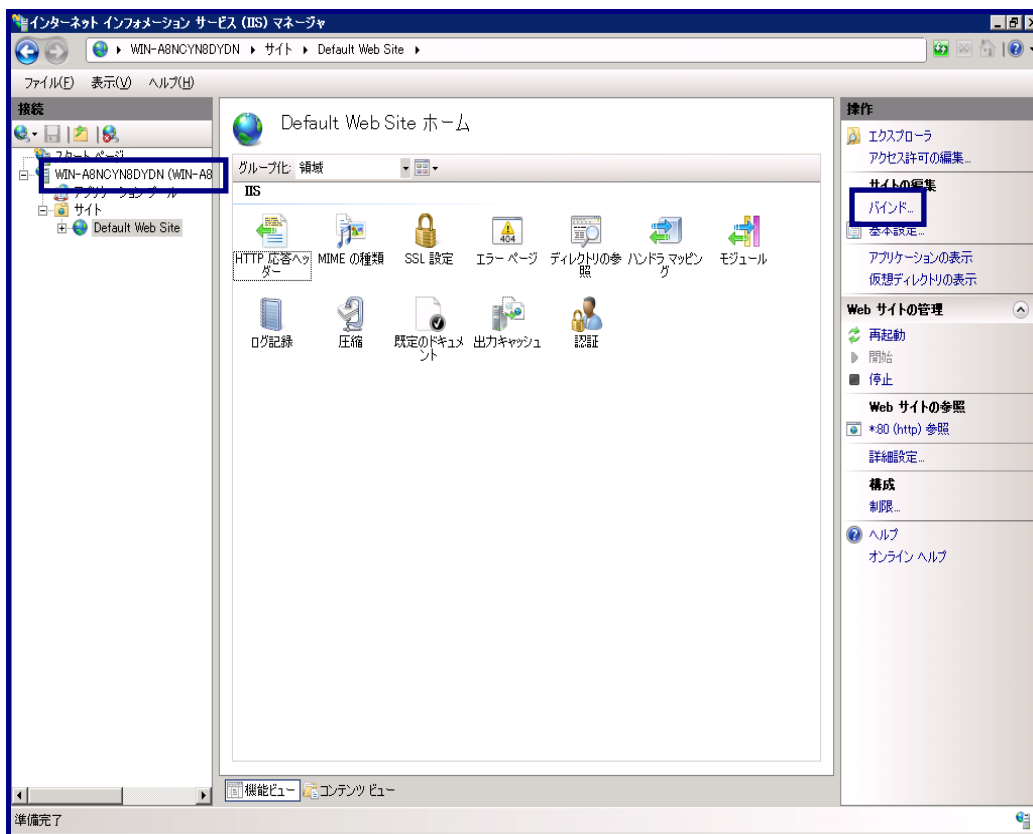 インターネット インフォメーション サービス (IIS) マネージャ
WIN-A8NCYN8DYDN ▸ サイト ▸ Default Web Site ▸
ファイル(F) 表示(V) ヘルプ(H)
接続
スタート ページ
WIN-A8NCYN8DYDN (WIN-A8
アプリケーション プール
サイト
Default Web Site
Default Web Site ホーム
グループ化: 領域
IIS
HTTP 応答ヘッダー
MIME の種類
SSL 設定
エラー ページ
ディレクトリの参照
ハンドラ マッピング
モジュール
ログ記録
圧縮
既定のドキュメント
出力キャッシュ
認証
機能ビュー
コンテンツ ビュー
操作
エクスプローラ
アクセス許可の編集...
サイトの編集
バインド...
基本設定...
アプリケーションの表示
仮想ディレクトリの表示
Web サイトの管理
再起動
開始
停止
Web サイトの参照
*:80 (http) 参照
詳細設定...
構成
制限...
ヘルプ
オンライン ヘルプ
準備完了